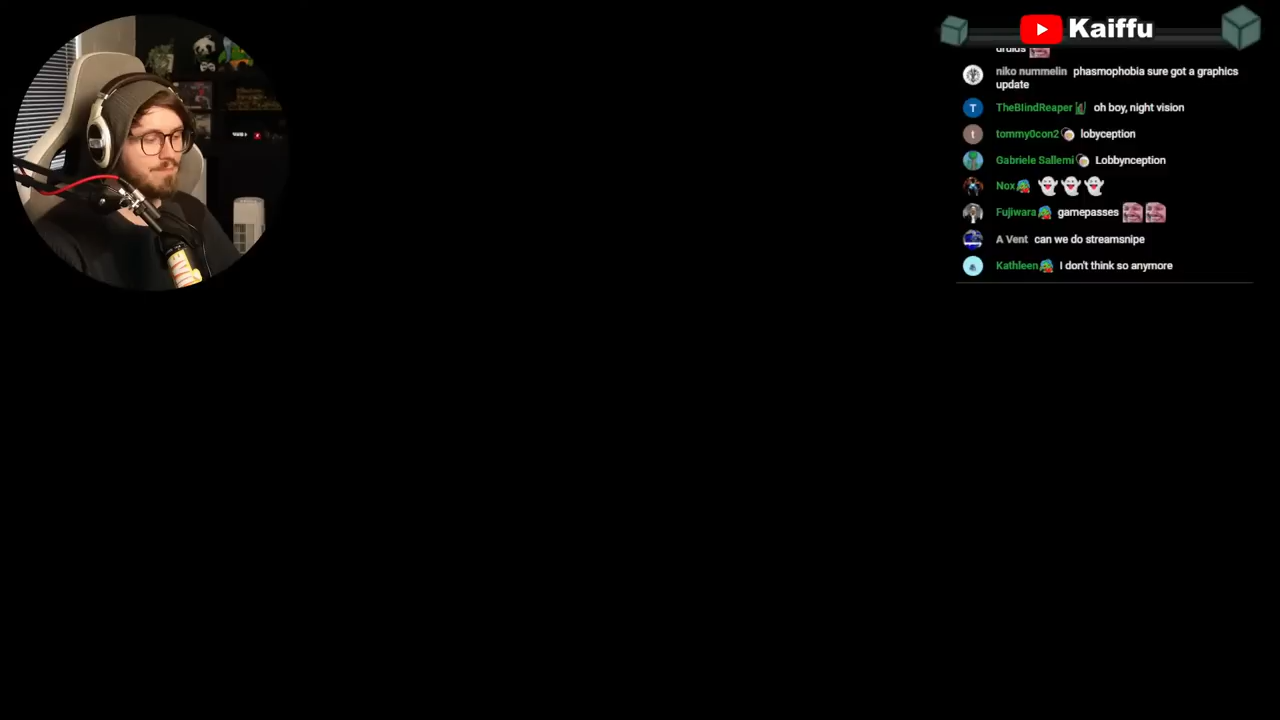 Kaiffu
druids
niko nummelin phasmophobia sure got a graphics
update
TheBlindReaper oh boy, night vision
tommy0con2 lobyception
Gabriele Sallemi Lobbynception
Nox
Fujiwara gamepasses
A Vent can we do streamsnipe
Kathleen I don't think so anymore
T
t